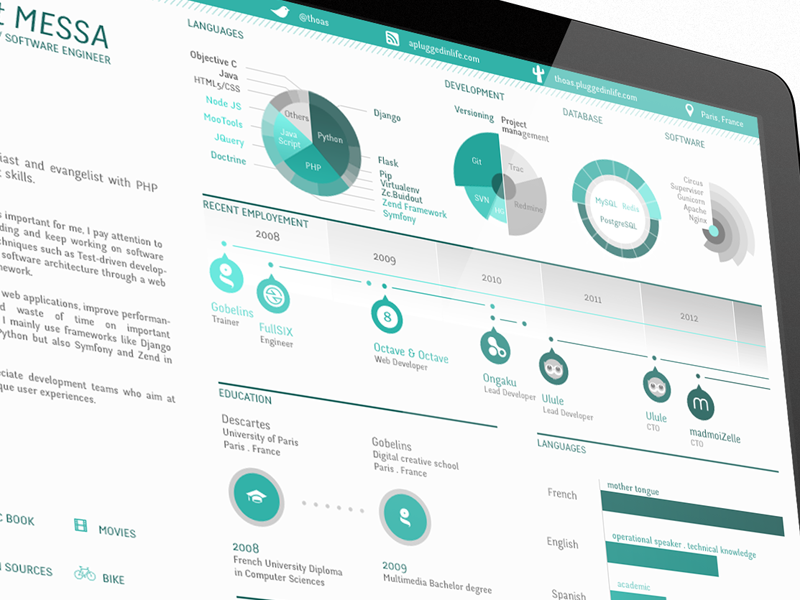 MESSA
SOFTWARE ENGINEER
@thoas
apluggedinlife.com
thoas.pluggedinlife.com
Paris, France
and evangelist with PHP
skills.
important for me, I pay attention to
and keep working on software
such as Test-driven develop-
software architecture through a web
web applications, improve performan-
waste of time on important
I mainly use frameworks like Django
Python but also Symfony and Zend in
development teams who aim at
user experiences.
BOOK
MOVIES
SOURCES
BIKE
LANGUAGES
Objective C
Java
HTML5/CSS
Node JS
MooTools
JQuery
Doctrine
Others
Java
Script
Python
PHP
Django
Flask
Pip
Virtualenv
Zc.Buidout
Zend Framework
Symfony
DEVELOPMENT
Versioning
Project
management
Git
Trac
SVN
HG
Redmine
DATABASE
MySQL
Redis
PostgreSQL
SOFTWARE
Circus
Supervisor
Gunicorn
Apache
Nginx
RECENT EMPLOYEMENT
2008
2009
2010
2011
2012
Gobelins
Trainer
FullSIX
Engineer
8
Octave & Octave
Web Developer
Ongaku
Lead Developer
Ulule
Lead Developer
Ulule
CTO
m
madmoiZelle
CTO
EDUCATION
Descartes
University of Paris
Paris . France
2008
French University Diploma
in Computer Sciences
Gobelins
Digital creative school
Paris . France
2009
Multimedia Bachelor degree
LANGUAGES
French
mother tongue
English
operational speaker . technical knowledge
Spanish
academic